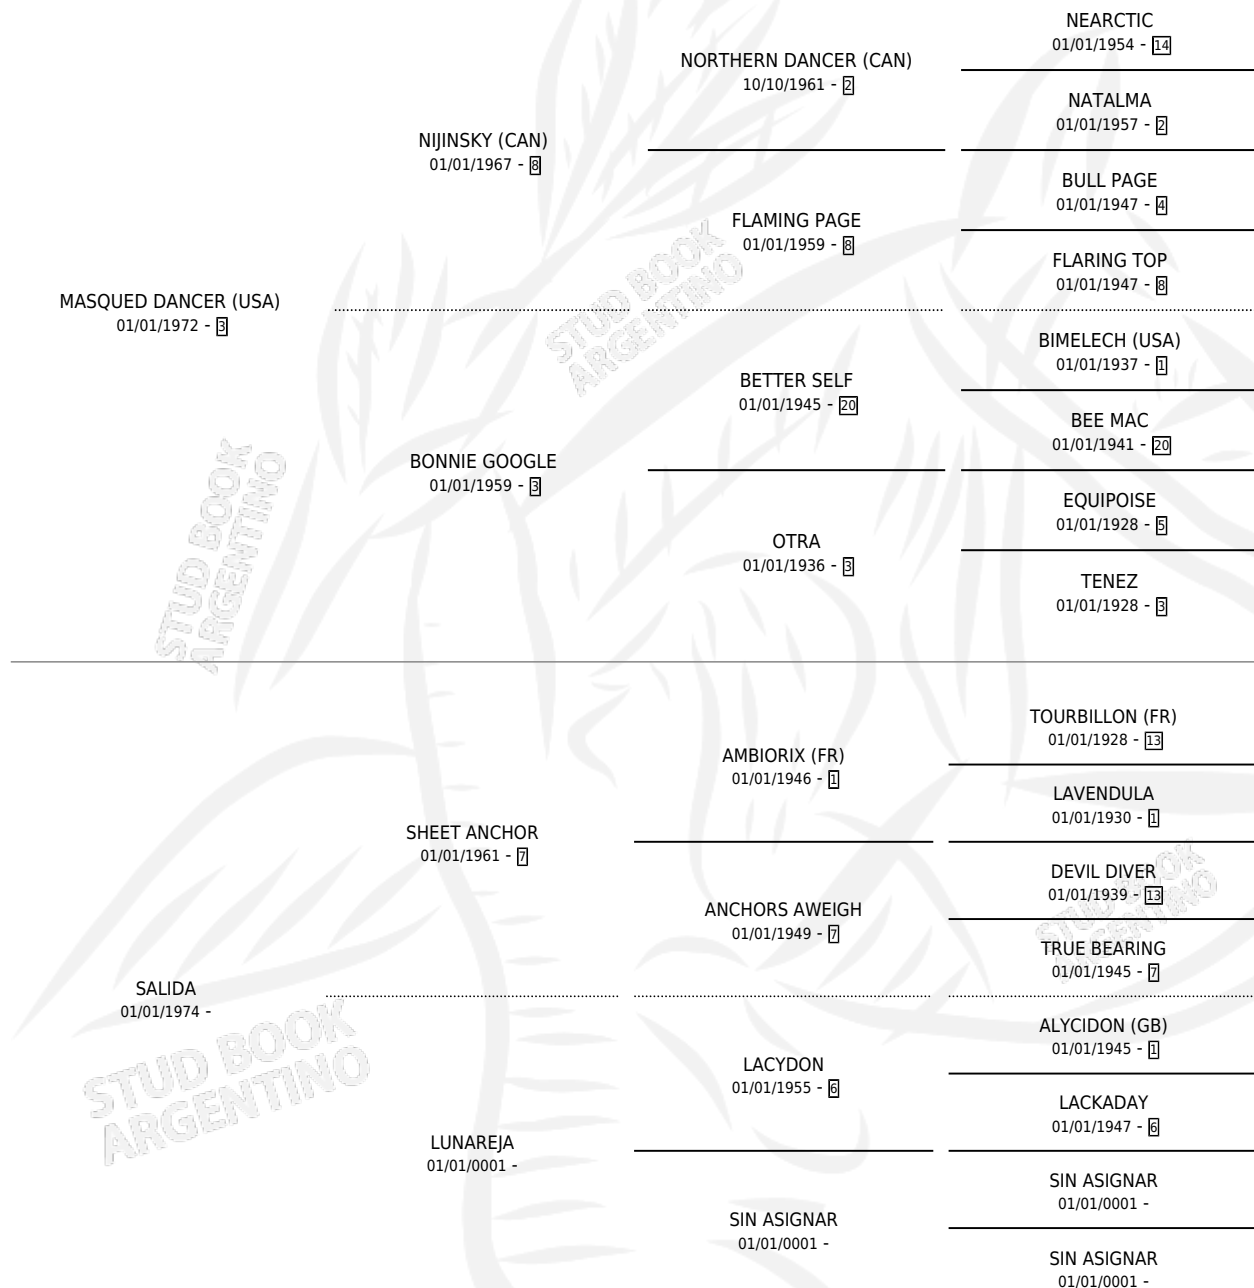 NEARCTIC
01/01/1954 - 14
NORTHERN DANCER (CAN)
10/10/1961 - 2
NATALMA
01/01/1957 - 2
NIJINSKY (CAN)
01/01/1967 - 8
BULL PAGE
01/01/1947 - 4
FLAMING PAGE
01/01/1959 - 8
FLARING TOP
01/01/1947 - 8
MASQUED DANCER (USA)
01/01/1972 - 3
BIMELECH (USA)
01/01/1937 - 1
BETTER SELF
01/01/1945 - 20
BEE MAC
01/01/1941 - 20
BONNIE GOOGLE
01/01/1959 - 3
EQUIPOISE
01/01/1928 - 5
OTRA
01/01/1936 - 3
TENEZ
01/01/1928 - 3
STUD BOOK
ARGENTINO
STUD BOOK
ARGENTINO
TOURBILLON (FR)
01/01/1928 - 13
AMBIORIX (FR)
01/01/1946 - 1
LAVENDULA
01/01/1930 - 1
SHEET ANCHOR
01/01/1961 - 7
DEVIL DIVER
01/01/1939 - 13
ANCHORS AWEIGH
01/01/1949 - 7
TRUE BEARING
01/01/1945 - 7
SALIDA
01/01/1974 -
ALYCIDON (GB)
01/01/1945 - 1
LACYDON
01/01/1955 - 6
LACKADAY
01/01/1947 - 6
LUNAREJA
01/01/0001 -
SIN ASIGNAR
01/01/0001 -
SIN ASIGNAR
01/01/0001 -
SIN ASIGNAR
01/01/0001 -
STUD BOOK
ARGENTINO
STUD BOOK
ARGENTINO